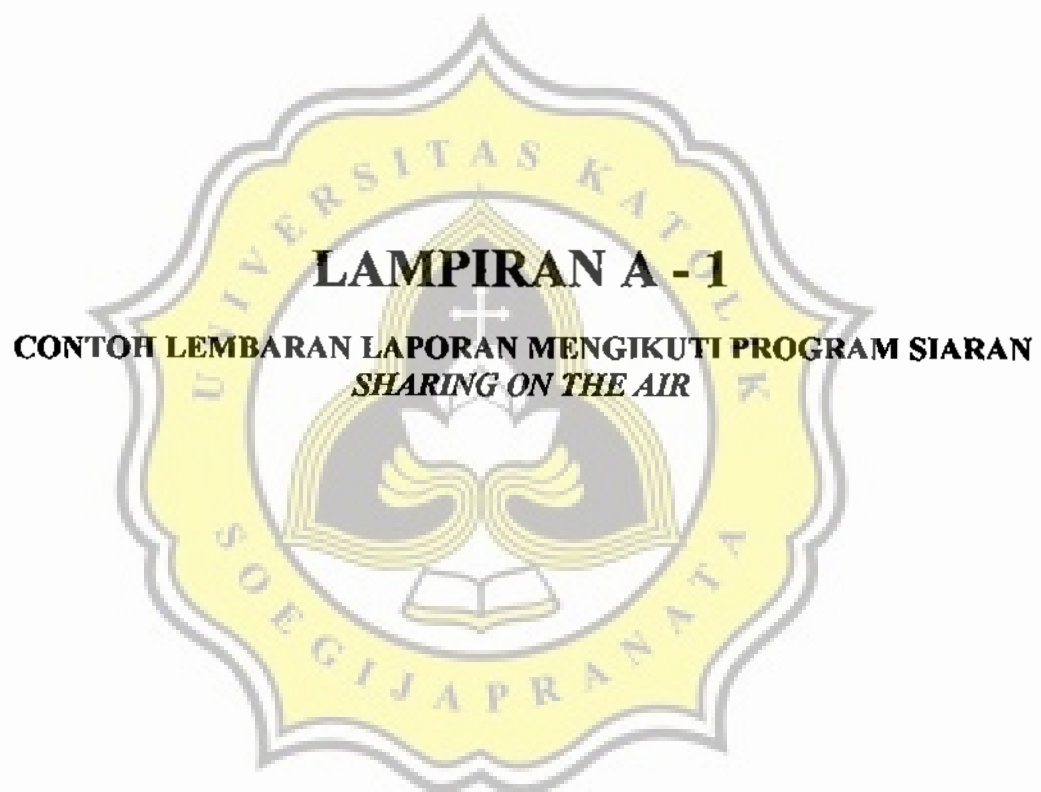 UNIVERSITAS KATOLIK
LAMPIRAN A - 1
CONTOH LEMBARAN LAPORAN MENGIKUTI PROGRAM SIARAN
SHARING ON THE AIR
SOEGIJAPRANATA